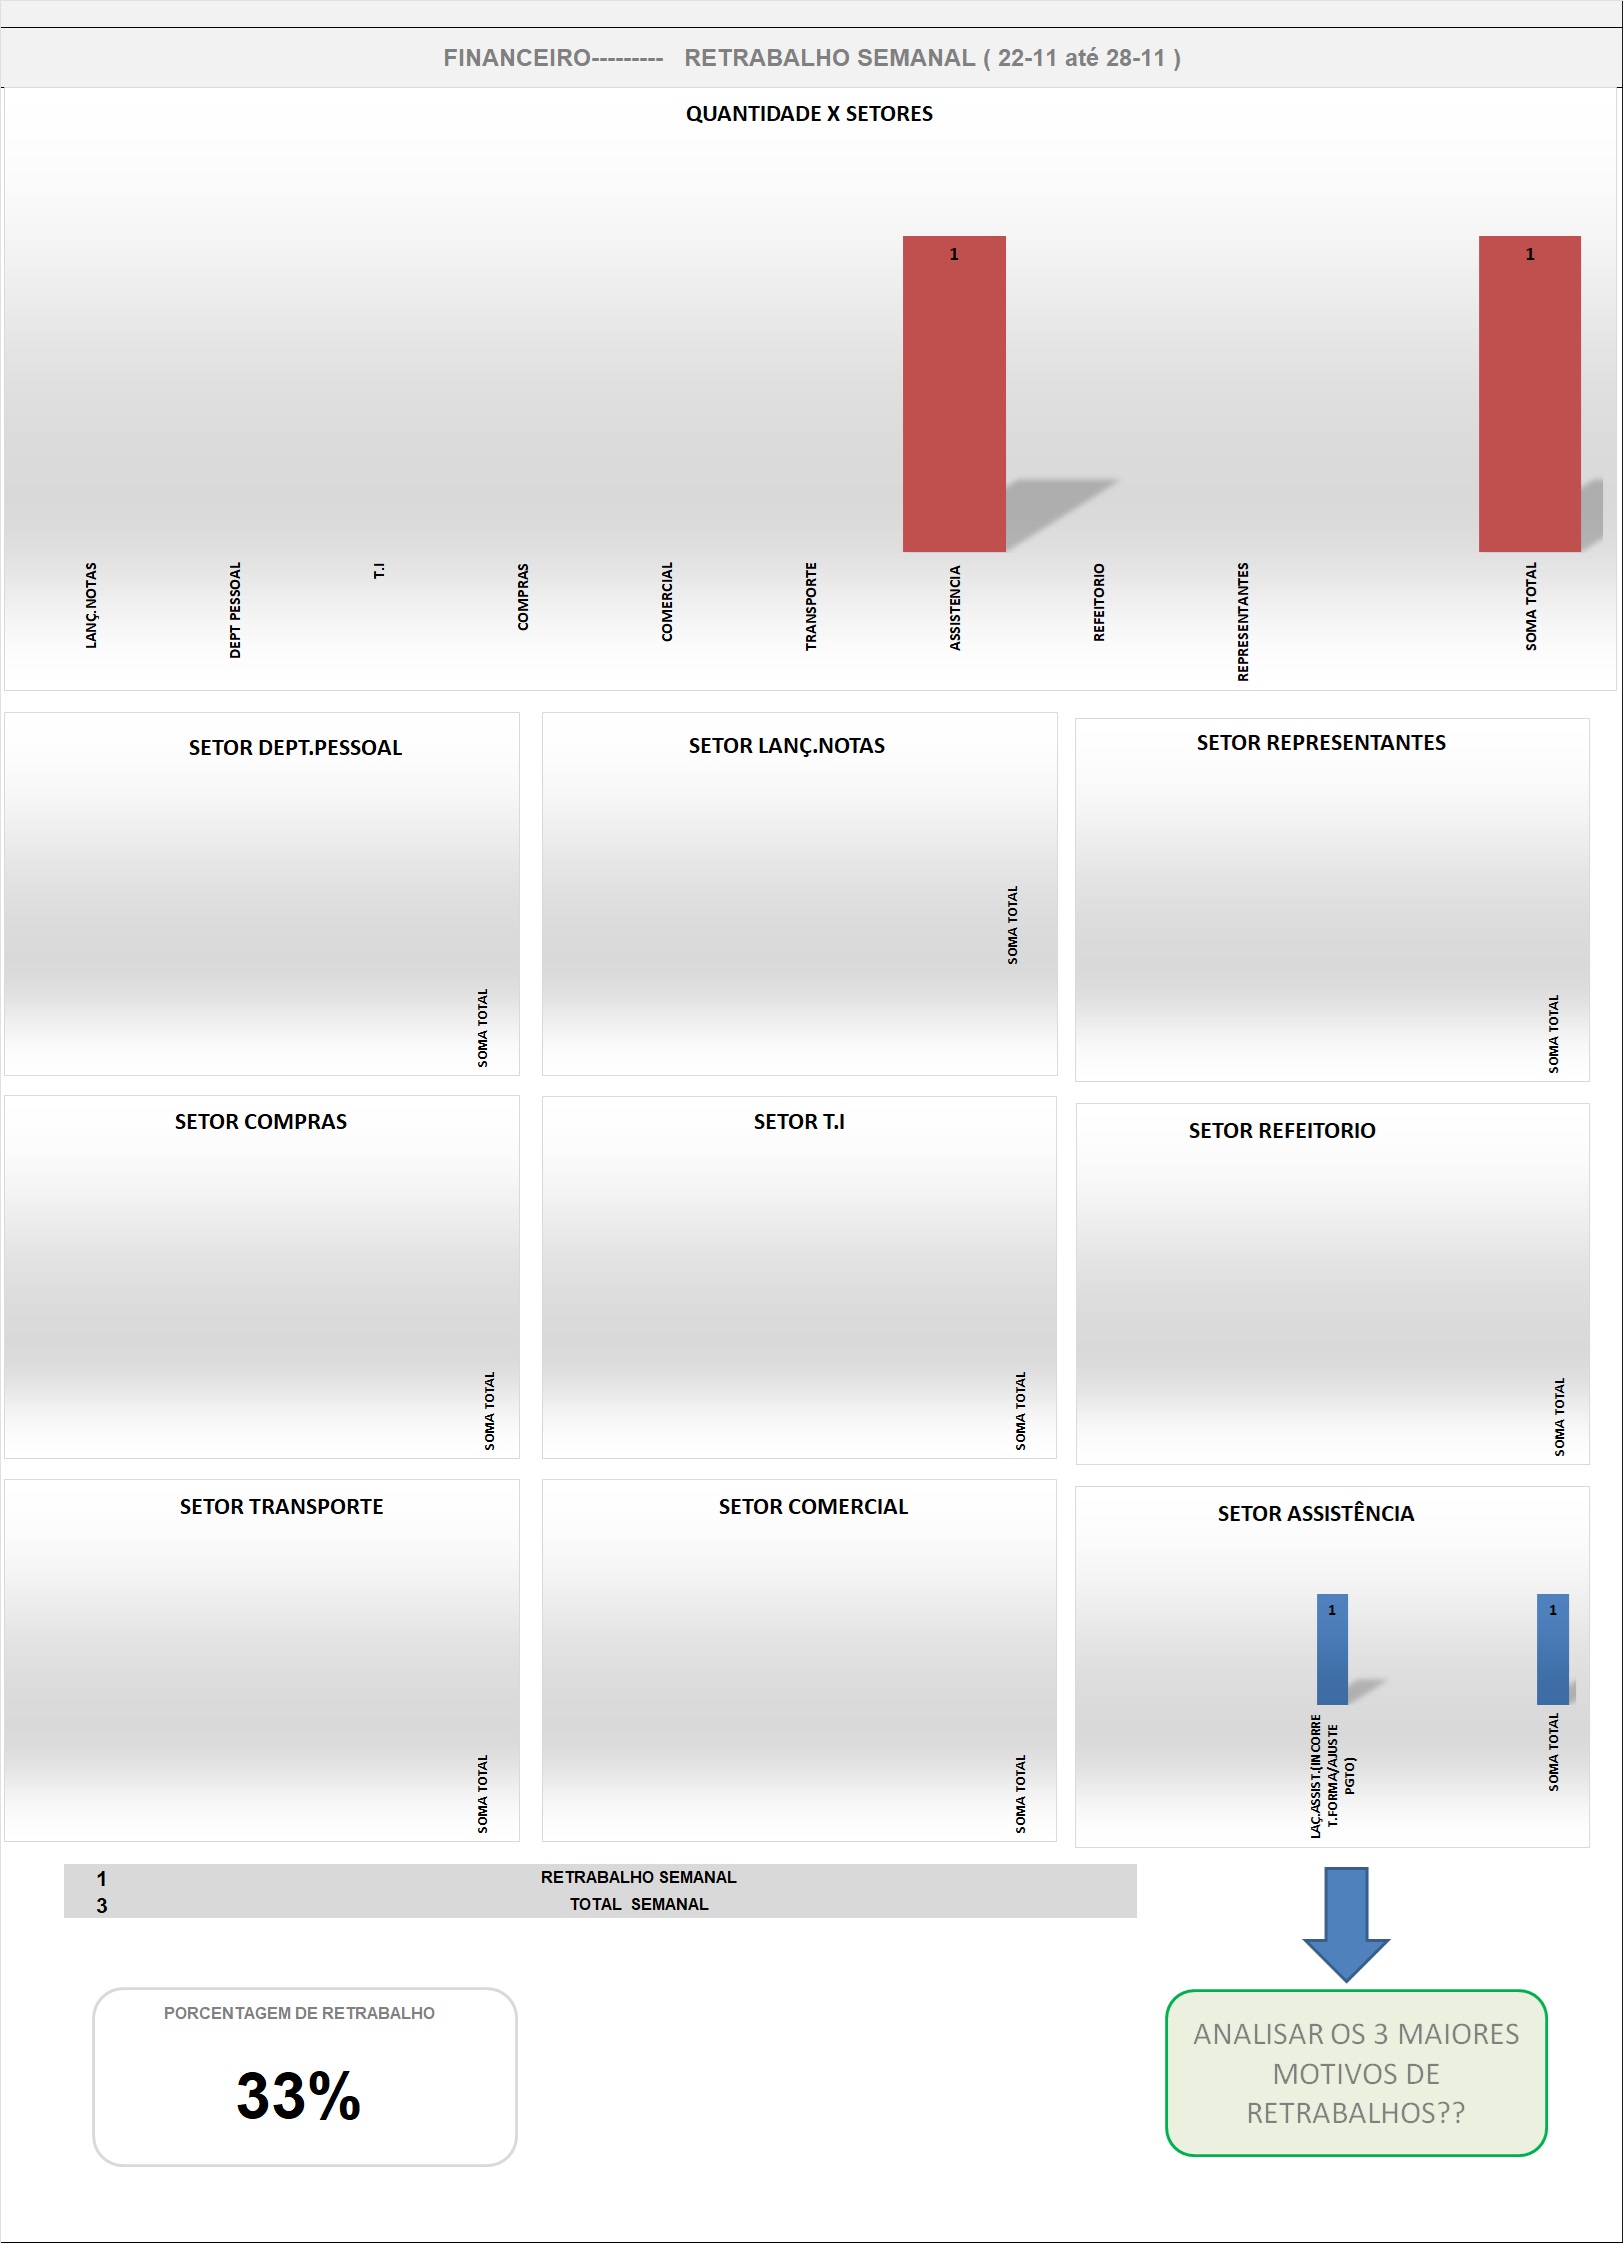 FINANCEIRO--------- RETRABALHO SEMANAL ( 22-11 até 28-11 )
QUANTIDADE X SETORES
1
1
LANÇ.NOTAS
DEPT PESSOAL
T.I
COMPRAS
COMERCIAL
TRANSPORTE
ASSISTENCIA
REFEITORIO
REPRESENTANTES
SOMA TOTAL
SETOR DEPT.PESSOAL
SOMA TOTAL
SETOR LANÇ.NOTAS
SOMA TOTAL
SETOR REPRESENTANTES
SOMA TOTAL
SETOR COMPRAS
SOMA TOTAL
SETOR T.I
SOMA TOTAL
SETOR REFEITORIO
SOMA TOTAL
SETOR TRANSPORTE
SOMA TOTAL
SETOR COMERCIAL
SOMA TOTAL
SETOR ASSISTÊNCIA
1
1
LAÇ.ASSIST.(INCORRE
T.FORMA/AJUSTE
PGTO)
SOMA TOTAL
1 RETRABALHO SEMANAL
3 TOTAL SEMANAL
PORCENTAGEM DE RETRABALHO
33%
ANALISAR OS 3 MAIORES
MOTIVOS DE
RETRABALHOS??